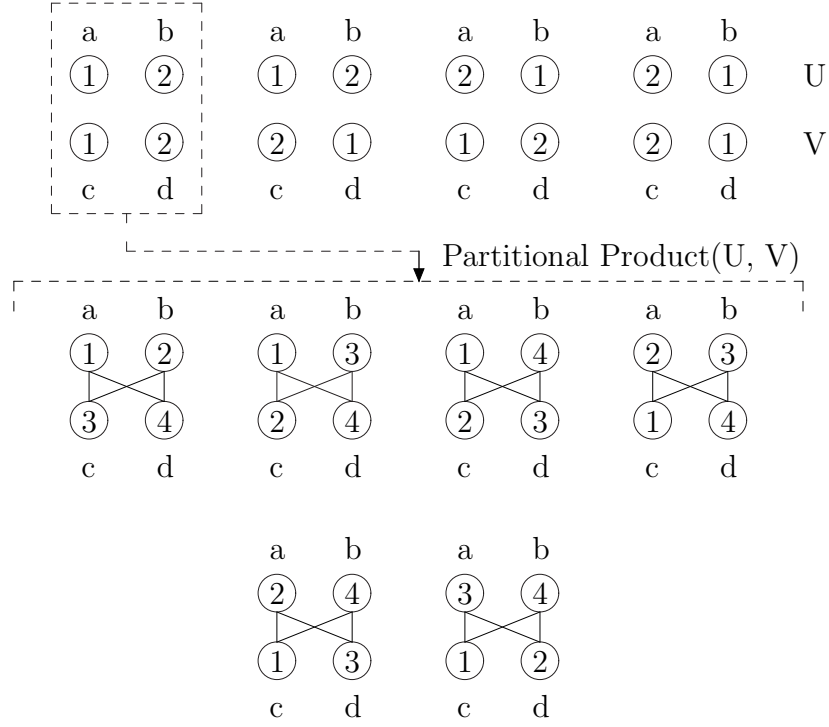 a b a b a b a b
1 2 1 2 2 1 2 1 U
1 2 2 1 1 2 2 1 V
c d c d c d c d
Partitional Product(U, V)
a b a b a b a b
1 2 1 3 1 4 2 3
3 4 2 4 2 3 1 4
c d c d c d c d
a b a b
2 4 3 4
1 3 1 2
c d c d